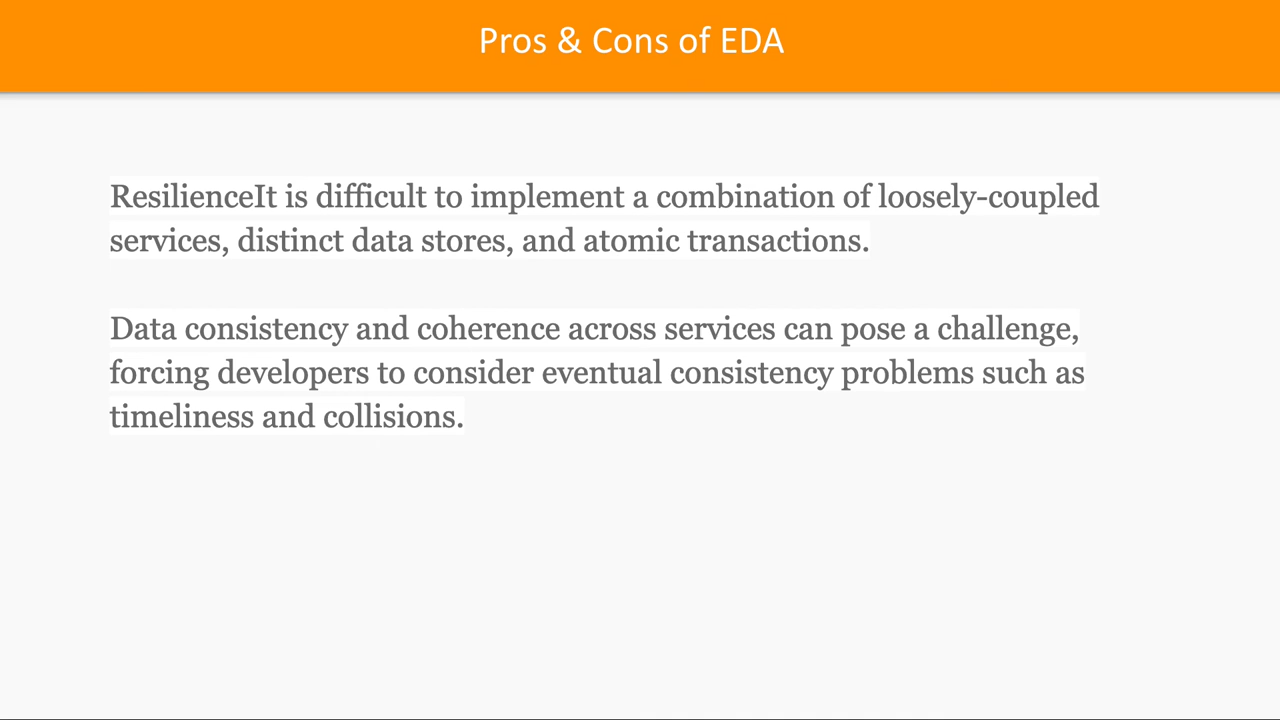 Pros & Cons of EDA
ResilienceIt is difficult to implement a combination of loosely-coupled
services, distinct data stores, and atomic transactions.
Data consistency and coherence across services can pose a challenge,
forcing developers to consider eventual consistency problems such as
timeliness and collisions.